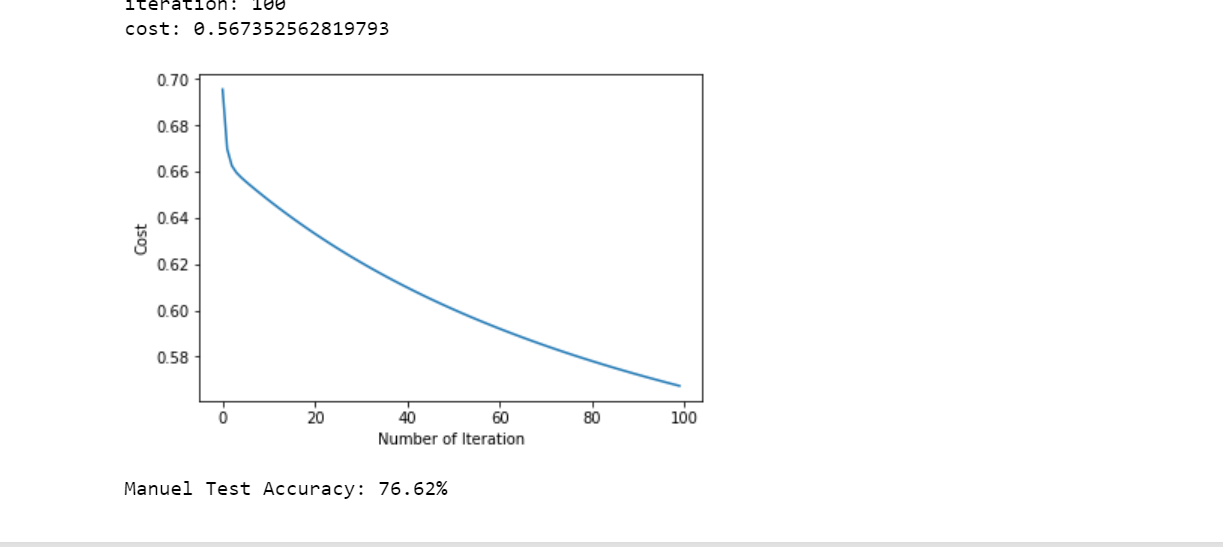 iteration: 100
cost: 0.567352562819793
0.70
0.68
0.66
0.64
0.62
0.60
0.58
Cost
0 20 40 60 80 100
Number of Iteration
Manuel Test Accuracy: 76.62%